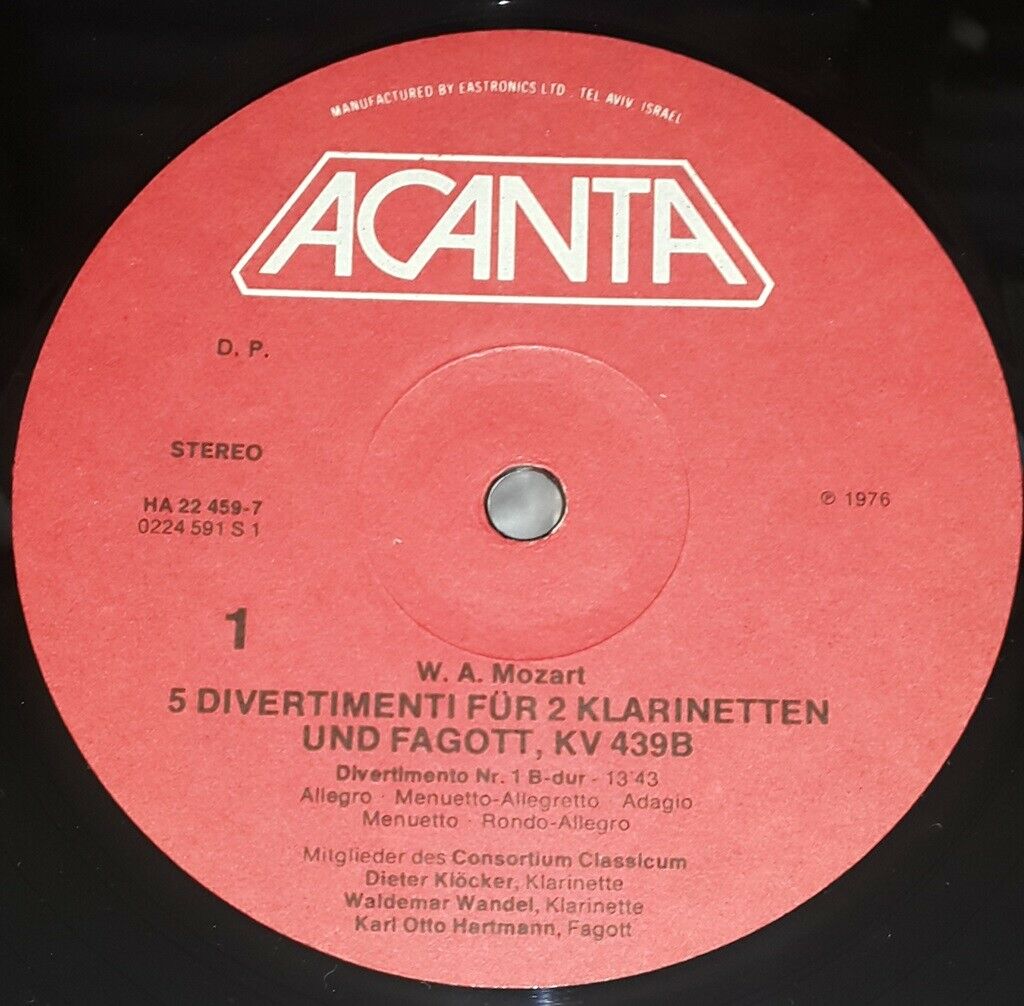 MANUFACTURED BY EASTRONICS LTD. TEL AVIV. ISRAEL
ACANTA
D. P.
STEREO
HA 22 459-7
0224 591 S 1
℗ 1976
1
W. A. Mozart
5 DIVERTIMENTI FÜR 2 KLARINETTEN
UND FAGOTT, KV 439B
Divertimento Nr. 1 B-dur - 13'43
Allegro · Menuetto-Allegretto · Adagio
Menuetto · Rondo-Allegro
Mitglieder des Consortium Classicum
Dieter Klöcker, Klarinette
Waldemar Wandel, Klarinette
Karl Otto Hartmann, Fagott